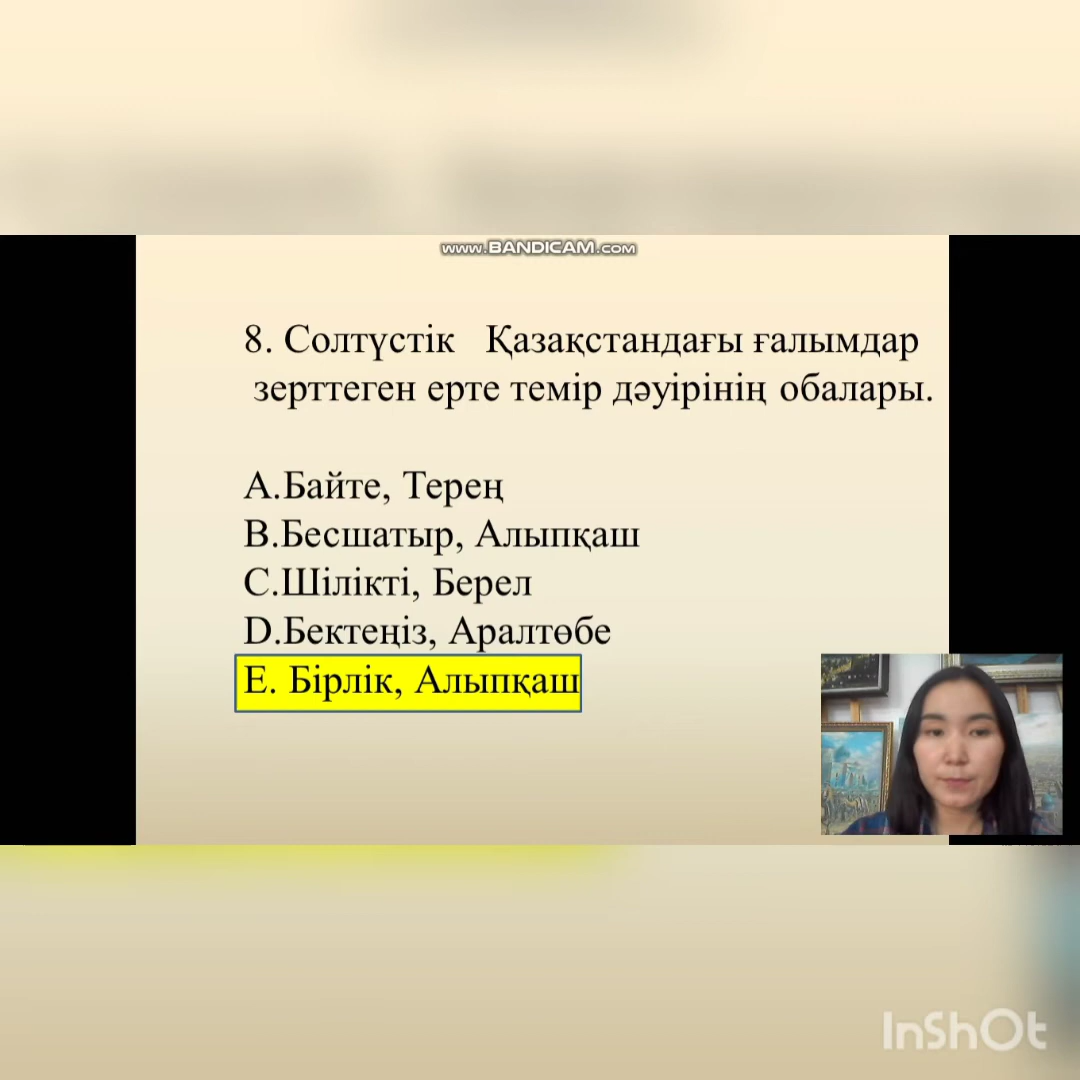 www.BANDICAM.com
8. Солтүстік Қазақстандағы ғалымдар
зерттеген ерте темір дәуірінің обалары.
A.Байте, Терең
B.Бесшатыр, Алыпқаш
C.Шілікті, Берел
D.Бектеңіз, Аралтөбе
E. Бірлік, Алыпқаш
InShOt